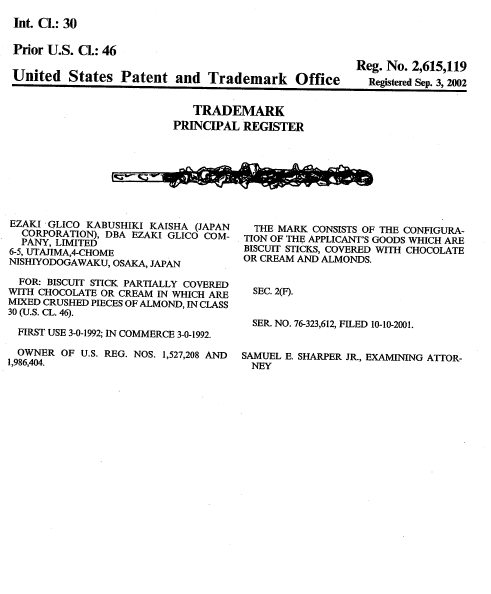 Int. Cl.: 30
Prior U.S. Cl.: 46
Reg. No. 2,615,119
United States Patent and Trademark Office
Registered Sep. 3, 2002
TRADEMARK
PRINCIPAL REGISTER
EZAKI GLICO KABUSHIKI KAISHA (JAPAN
CORPORATION), DBA EZAKI GLICO COM-
PANY, LIMITED
6-5, UTAJIMA,4-CHOME
NISHIYODOGAWAKU, OSAKA, JAPAN
FOR: BISCUIT STICK PARTIALLY COVERED
WITH CHOCOLATE OR CREAM IN WHICH ARE
MIXED CRUSHED PIECES OF ALMOND, IN CLASS
30 (U.S. CL. 46).
FIRST USE 3-0-1992; IN COMMERCE 3-0-1992.
OWNER OF U.S. REG. NOS. 1,527,208 AND
1,986,404.
THE MARK CONSISTS OF THE CONFIGURA-
TION OF THE APPLICANT'S GOODS WHICH ARE
BISCUIT STICKS, COVERED WITH CHOCOLATE
OR CREAM AND ALMONDS.
SEC. 2(F).
SER. NO. 76-323,612, FILED 10-10-2001.
SAMUEL E. SHARPER JR., EXAMINING ATTOR-
NEY